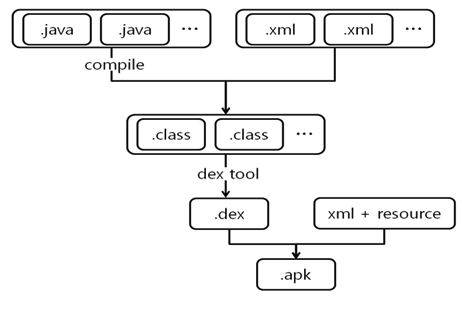 .java .java ... .xml .xml ...
compile
.class .class ...
dex tool
.dex xml + resource
.apk